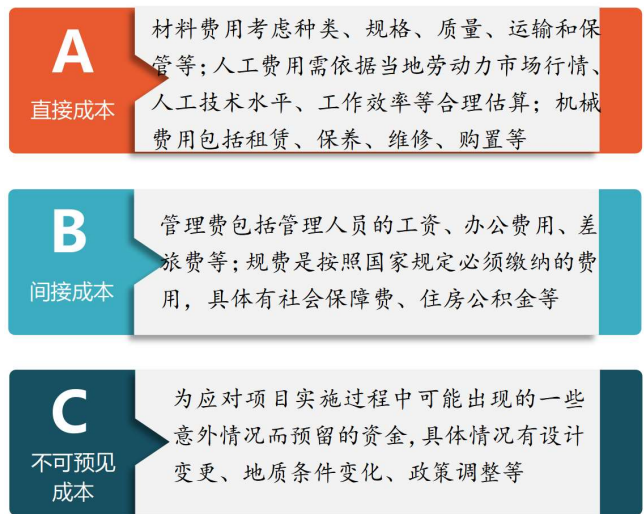 A
直接成本
材料费用考虑种类、规格、质量、运输和保
管等；人工费用需依据当地劳动力市场行情、
人工技术水平、工作效率等合理估算；机械
费用包括租赁、保养、维修、购置等
B
间接成本
管理费包括管理人员的工资、办公费用、差
旅费等；规费是按照国家规定必须缴纳的费
用，具体有社会保障费、住房公积金等
C
不可预见
成本
为应对项目实施过程中可能出现的一些
意外情况而预留的资金,具体情况有设计
变更、地质条件变化、政策调整等